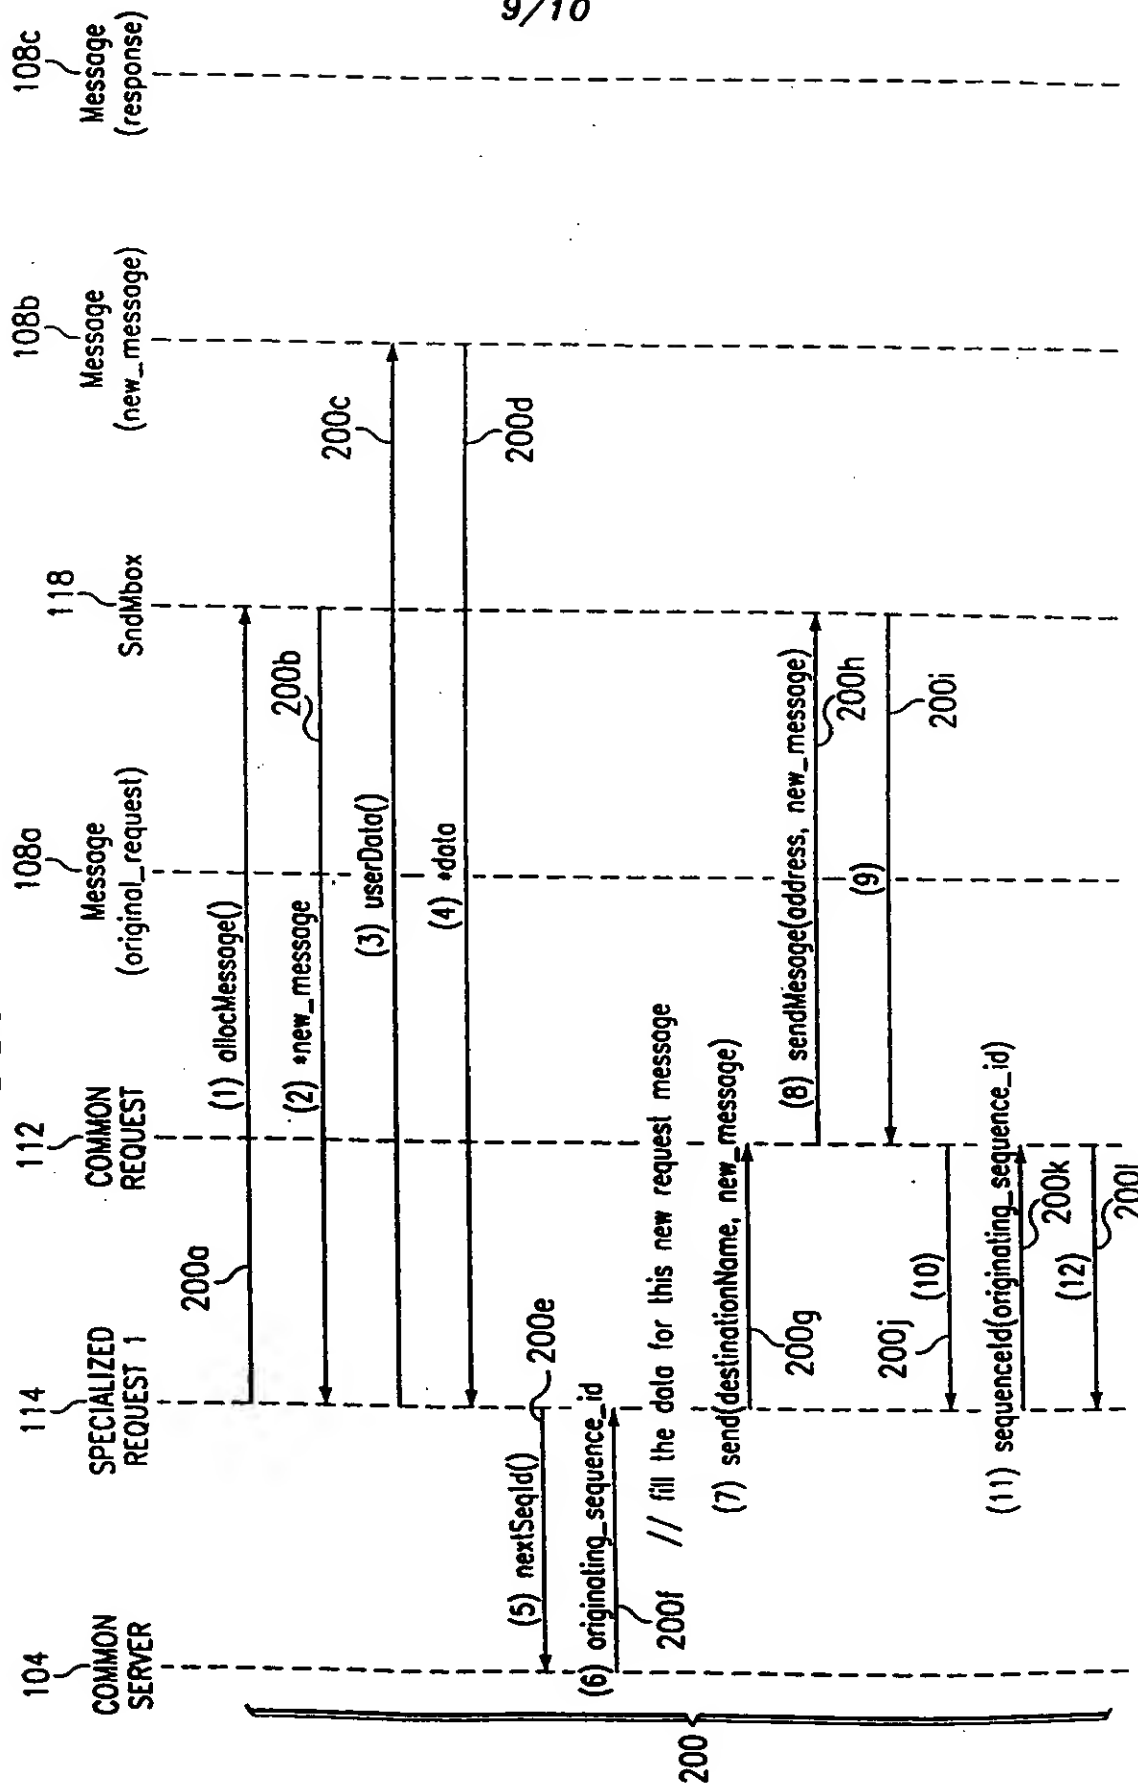 9/10
104
COMMON
SERVER
114
SPECIALIZED
REQUEST 1
112
COMMON
REQUEST
108a
Message
(original_request)
118
SndMbox
108b
Message
(new_message)
108c
Message
(response)
200a
(1) allocMessage()
(2) *new_message
200b
(3) userData()
200c
(4) *data
200d
(5) nextSeqId()
200e
(6) originating_sequence_id
200f
// fill the data for this new request message
(7) send(destinationName, new_message)
200g
(8) sendMesage(address, new_message)
200h
(9)
200i
(10)
200j
(11) sequenceId(originating_sequence_id)
200k
(12)
200l
200